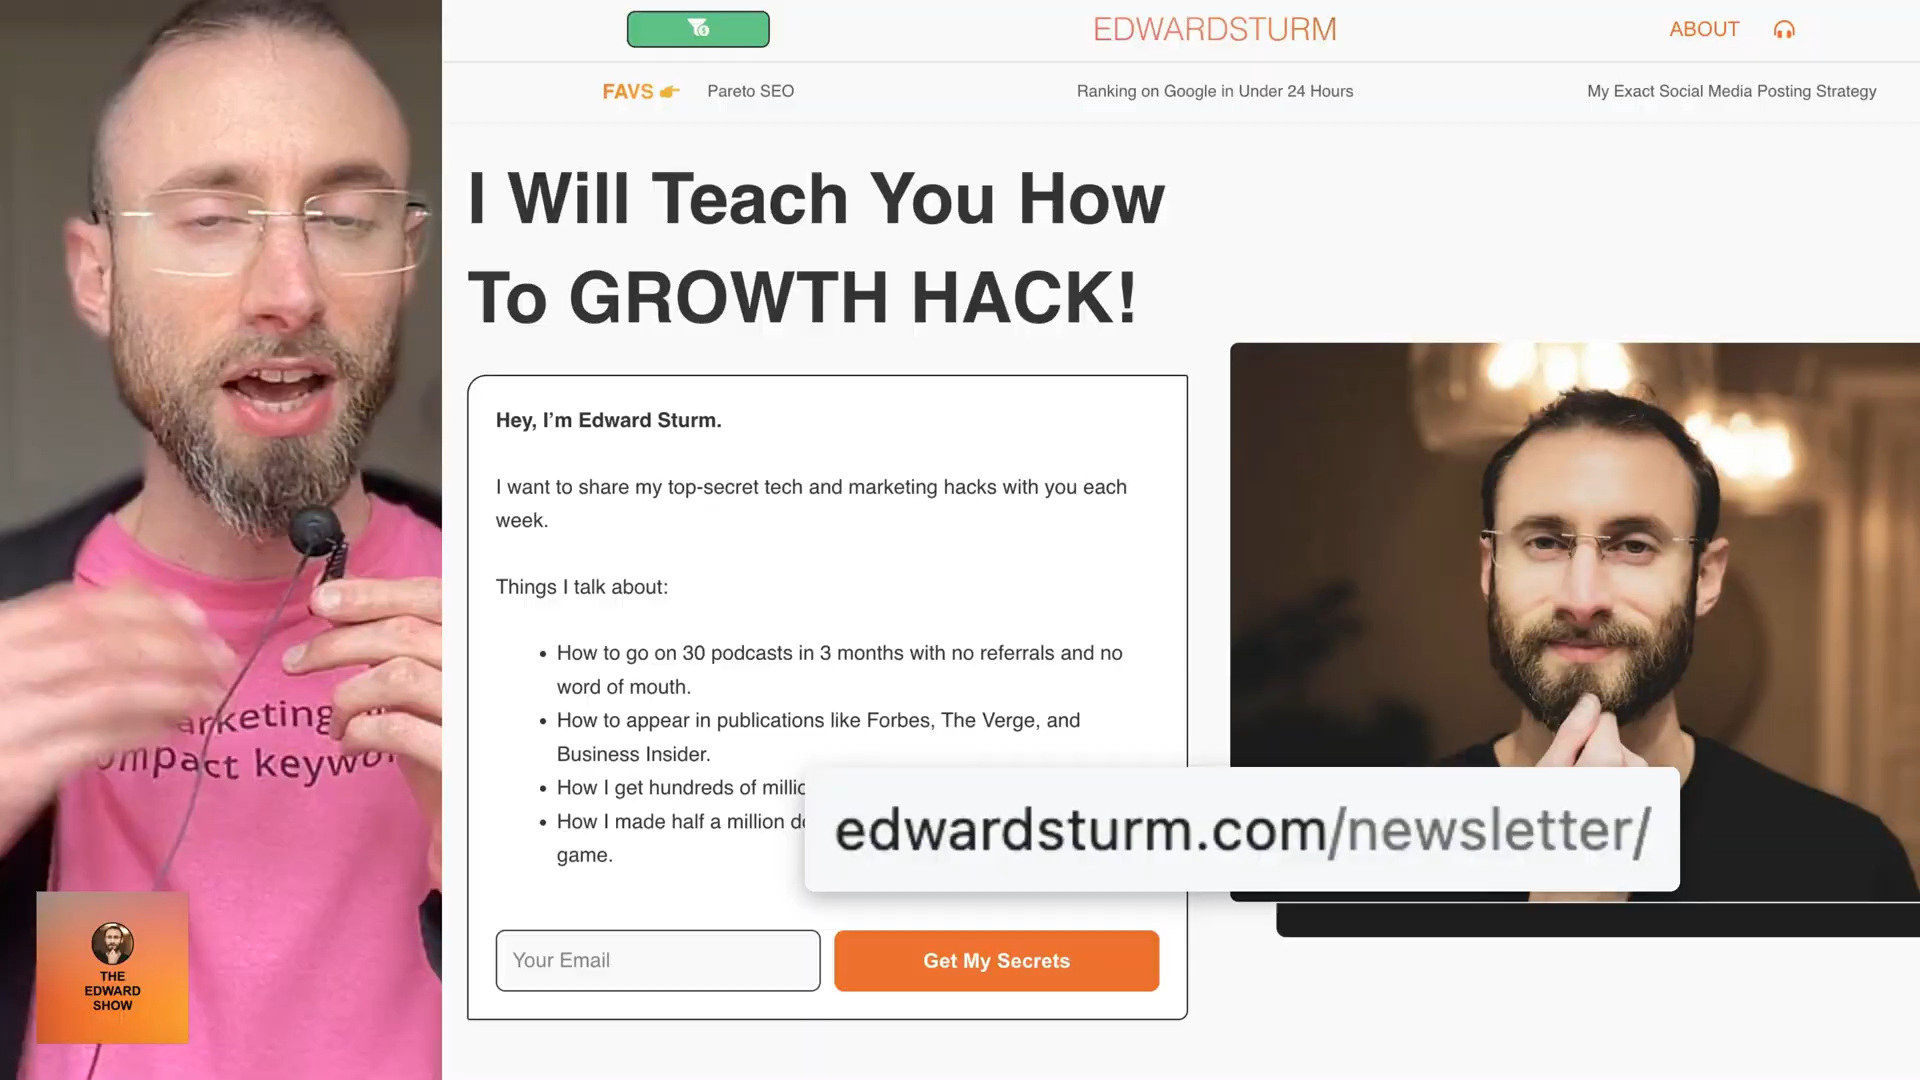 EDWARDSTURM
ABOUT
FAVS
Pareto SEO
Ranking on Google in Under 24 Hours
My Exact Social Media Posting Strategy
I Will Teach You How
To GROWTH HACK!
Hey, I'm Edward Sturm.
I want to share my top-secret tech and marketing hacks with you each
week.
Things I talk about:
• How to go on 30 podcasts in 3 months with no referrals and no
word of mouth.
• How to appear in publications like Forbes, The Verge, and
Business Insider.
• How I get hundreds of
• How I made half a million
game.
edwardsturm.com/newsletter/
Your Email
Get My Secrets
arketing
ompact keywor
THE
EDWARD
SHOW